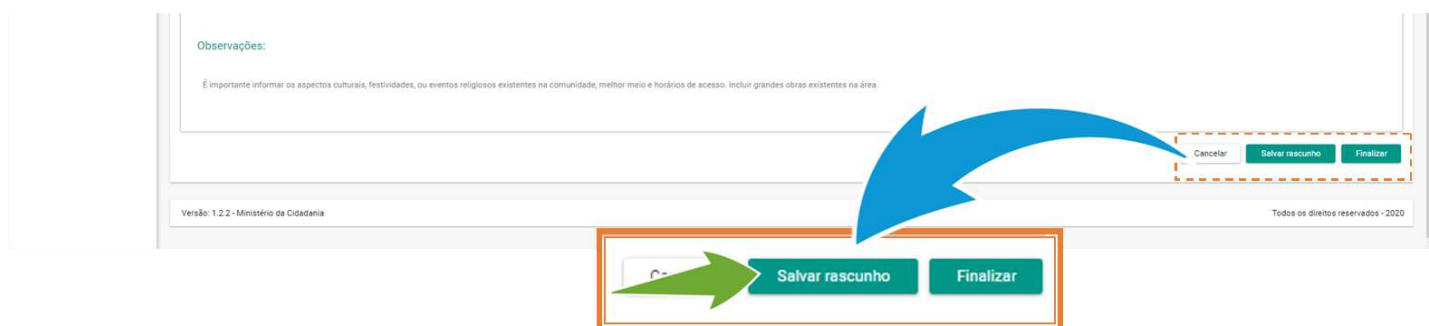 Observações:
É importante informar os aspectos culturais, festividades, ou eventos religiosos existentes na comunidade, melhor meio e horários de acesso. Incluir grandes obras existentes na área.
Cancelar Salvar rascunho Finalizar
Versão: 1.2.2 - Ministério da Cidadania Todos os direitos reservados - 2020
Salvar rascunho Finalizar